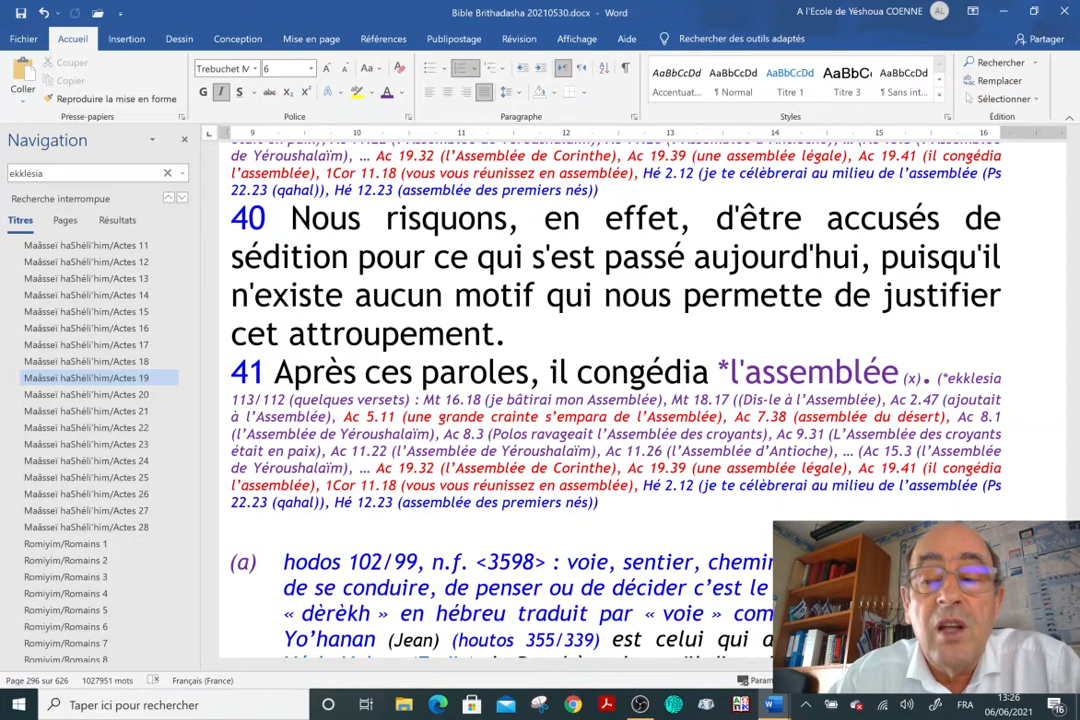 Bible Brithadasha 20210530.docx - Word
A l'Ecole de Yéshoua COENNE
AL
Fichier
Accueil
Insertion
Dessin
Conception
Mise en page
Références
Publipostage
Révision
Affichage
Aide
Rechercher des outils adaptés
Partager
Coller
Couper
Copier
Reproduire la mise en forme
Presse-papiers
Trebuchet M
6
Police
Paragraphe
AaBbCcDd
Accentuat...
AaBbCcDd
¶ Normal
AaBbCcDd
Titre 1
AaBbCcD
Titre 3
AaBbCcDd
¶ Sans int...
Styles
Rechercher
Remplacer
Sélectionner
Édition
Navigation
ekklésia
Recherche interrompue
Titres
Pages
Résultats
Maâsseï haShéli'him/Actes 11
Maâsseï haShéli'him/Actes 12
Maâsseï haShéli'him/Actes 13
Maâsseï haShéli'him/Actes 14
Maâsseï haShéli'him/Actes 15
Maâsseï haShéli'him/Actes 16
Maâsseï haShéli'him/Actes 17
Maâsseï haShéli'him/Actes 18
Maâsseï haShéli'him/Actes 19
Maâsseï haShéli'him/Actes 20
Maâsseï haShéli'him/Actes 21
Maâsseï haShéli'him/Actes 22
Maâsseï haShéli'him/Actes 23
Maâsseï haShéli'him/Actes 24
Maâsseï haShéli'him/Actes 25
Maâsseï haShéli'him/Actes 26
Maâsseï haShéli'him/Actes 27
Maâsseï haShéli'him/Actes 28
Romiyim/Romains 1
Romiyim/Romains 2
Romiyim/Romains 3
Romiyim/Romains 4
Romiyim/Romains 5
Romiyim/Romains 6
Romiyim/Romains 7
Romiyim/Romains 8
9 10 11 12 13 14 15 16
de Yéroushalaïm), … Ac 19.32 (l'Assemblée de Corinthe), Ac 19.39 (une assemblée légale), Ac 19.41 (il congédia
l'assemblée), 1Cor 11.18 (vous vous réunissez en assemblée), Hé 2.12 (je te célèbrerai au milieu de l'assemblée (Ps
22.23 (qahal)), Hé 12.23 (assemblée des premiers nés))
40 Nous risquons, en effet, d'être accusés de
sédition pour ce qui s'est passé aujourd'hui, puisqu'il
n'existe aucun motif qui nous permette de justifier
cet attroupement.
41 Après ces paroles, il congédia *l'assemblée (x). (*ekklesia
113/112 (quelques versets) : Mt 16.18 (je bâtirai mon Assemblée), Mt 18.17 ((Dis-le à l'Assemblée), Ac 2.47 (ajoutait
à l'Assemblée), Ac 5.11 (une grande crainte s'empara de l'Assemblée), Ac 7.38 (assemblée du désert), Ac 8.1
(l'Assemblée de Yéroushalaïm), Ac 8.3 (Polos ravageait l'Assemblée des croyants), Ac 9.31 (L'Assemblée des croyants
était en paix), Ac 11.22 (l'Assemblée de Yéroushalaïm), Ac 11.26 (l'Assemblée d'Antioche), … (Ac 15.3 (l'Assemblée
de Yéroushalaïm), … Ac 19.32 (l'Assemblée de Corinthe), Ac 19.39 (une assemblée légale), Ac 19.41 (il congédia
l'assemblée), 1Cor 11.18 (vous vous réunissez en assemblée), Hé 2.12 (je te célèbrerai au milieu de l'assemblée (Ps
22.23 (qahal)), Hé 12.23 (assemblée des premiers nés))
(a) hodos 102/99, n.f. <3598> : voie, sentier, chemin
de se conduire, de penser ou de décider c'est le
« dèrèkh » en hébreu traduit par « voie »
Yo'hanan (Jean) (houtos 355/339) est celui qui
Page 296 sur 626
1027951 mots
Français (France)
Taper ici pour rechercher
FRA
13:26
06/06/2021
16